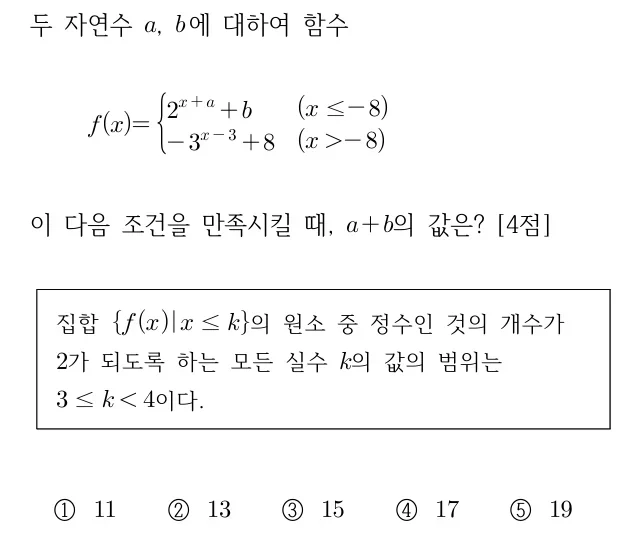 두 자연수 a, b에 대하여 함수
f(x)={2^{x+a}+b (x≤-8)
-3^{x-3}+8 (x>-8)
이 다음 조건을 만족시킬 때, a+b의 값은? [4점]
집합 {f(x)|x≤k}의 원소 중 정수인 것의 개수가
2가 되도록 하는 모든 실수 k의 값의 범위는
3≤k<4이다.
① 11 ② 13 ③ 15 ④ 17 ⑤ 19